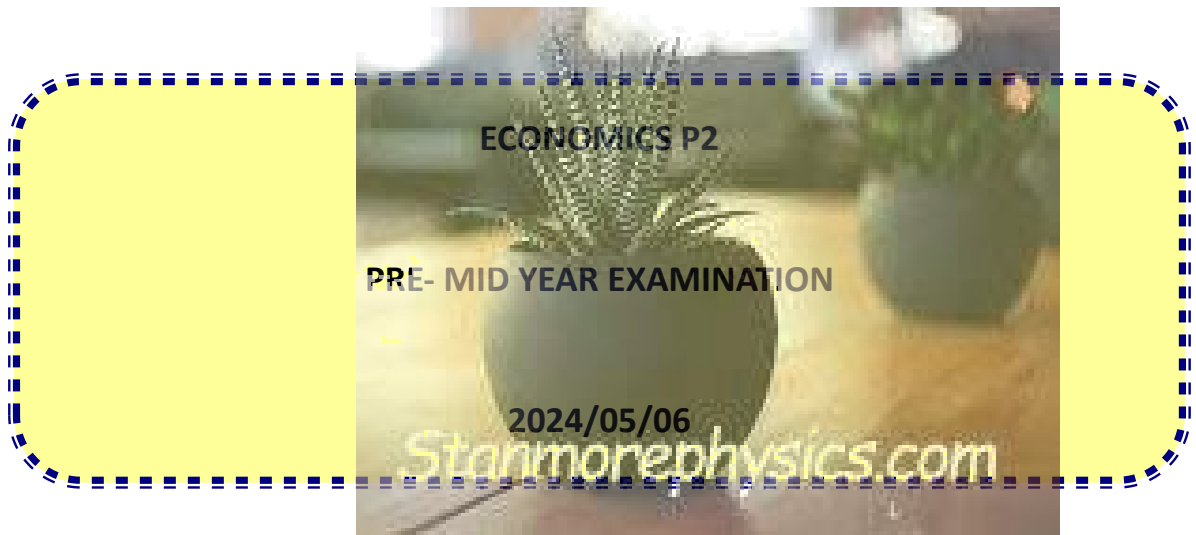 ECONOMICS P2
PRE- MID YEAR EXAMINATION
2024/05/06
Stanmorephysics.com